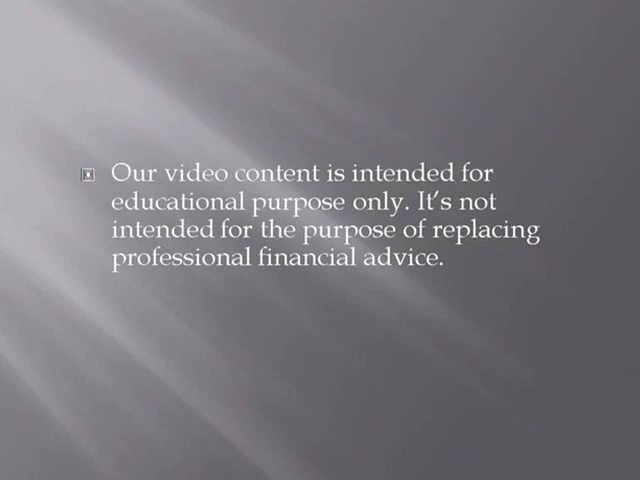 Our video content is intended for
educational purpose only. It’s not
intended for the purpose of replacing
professional financial advice.